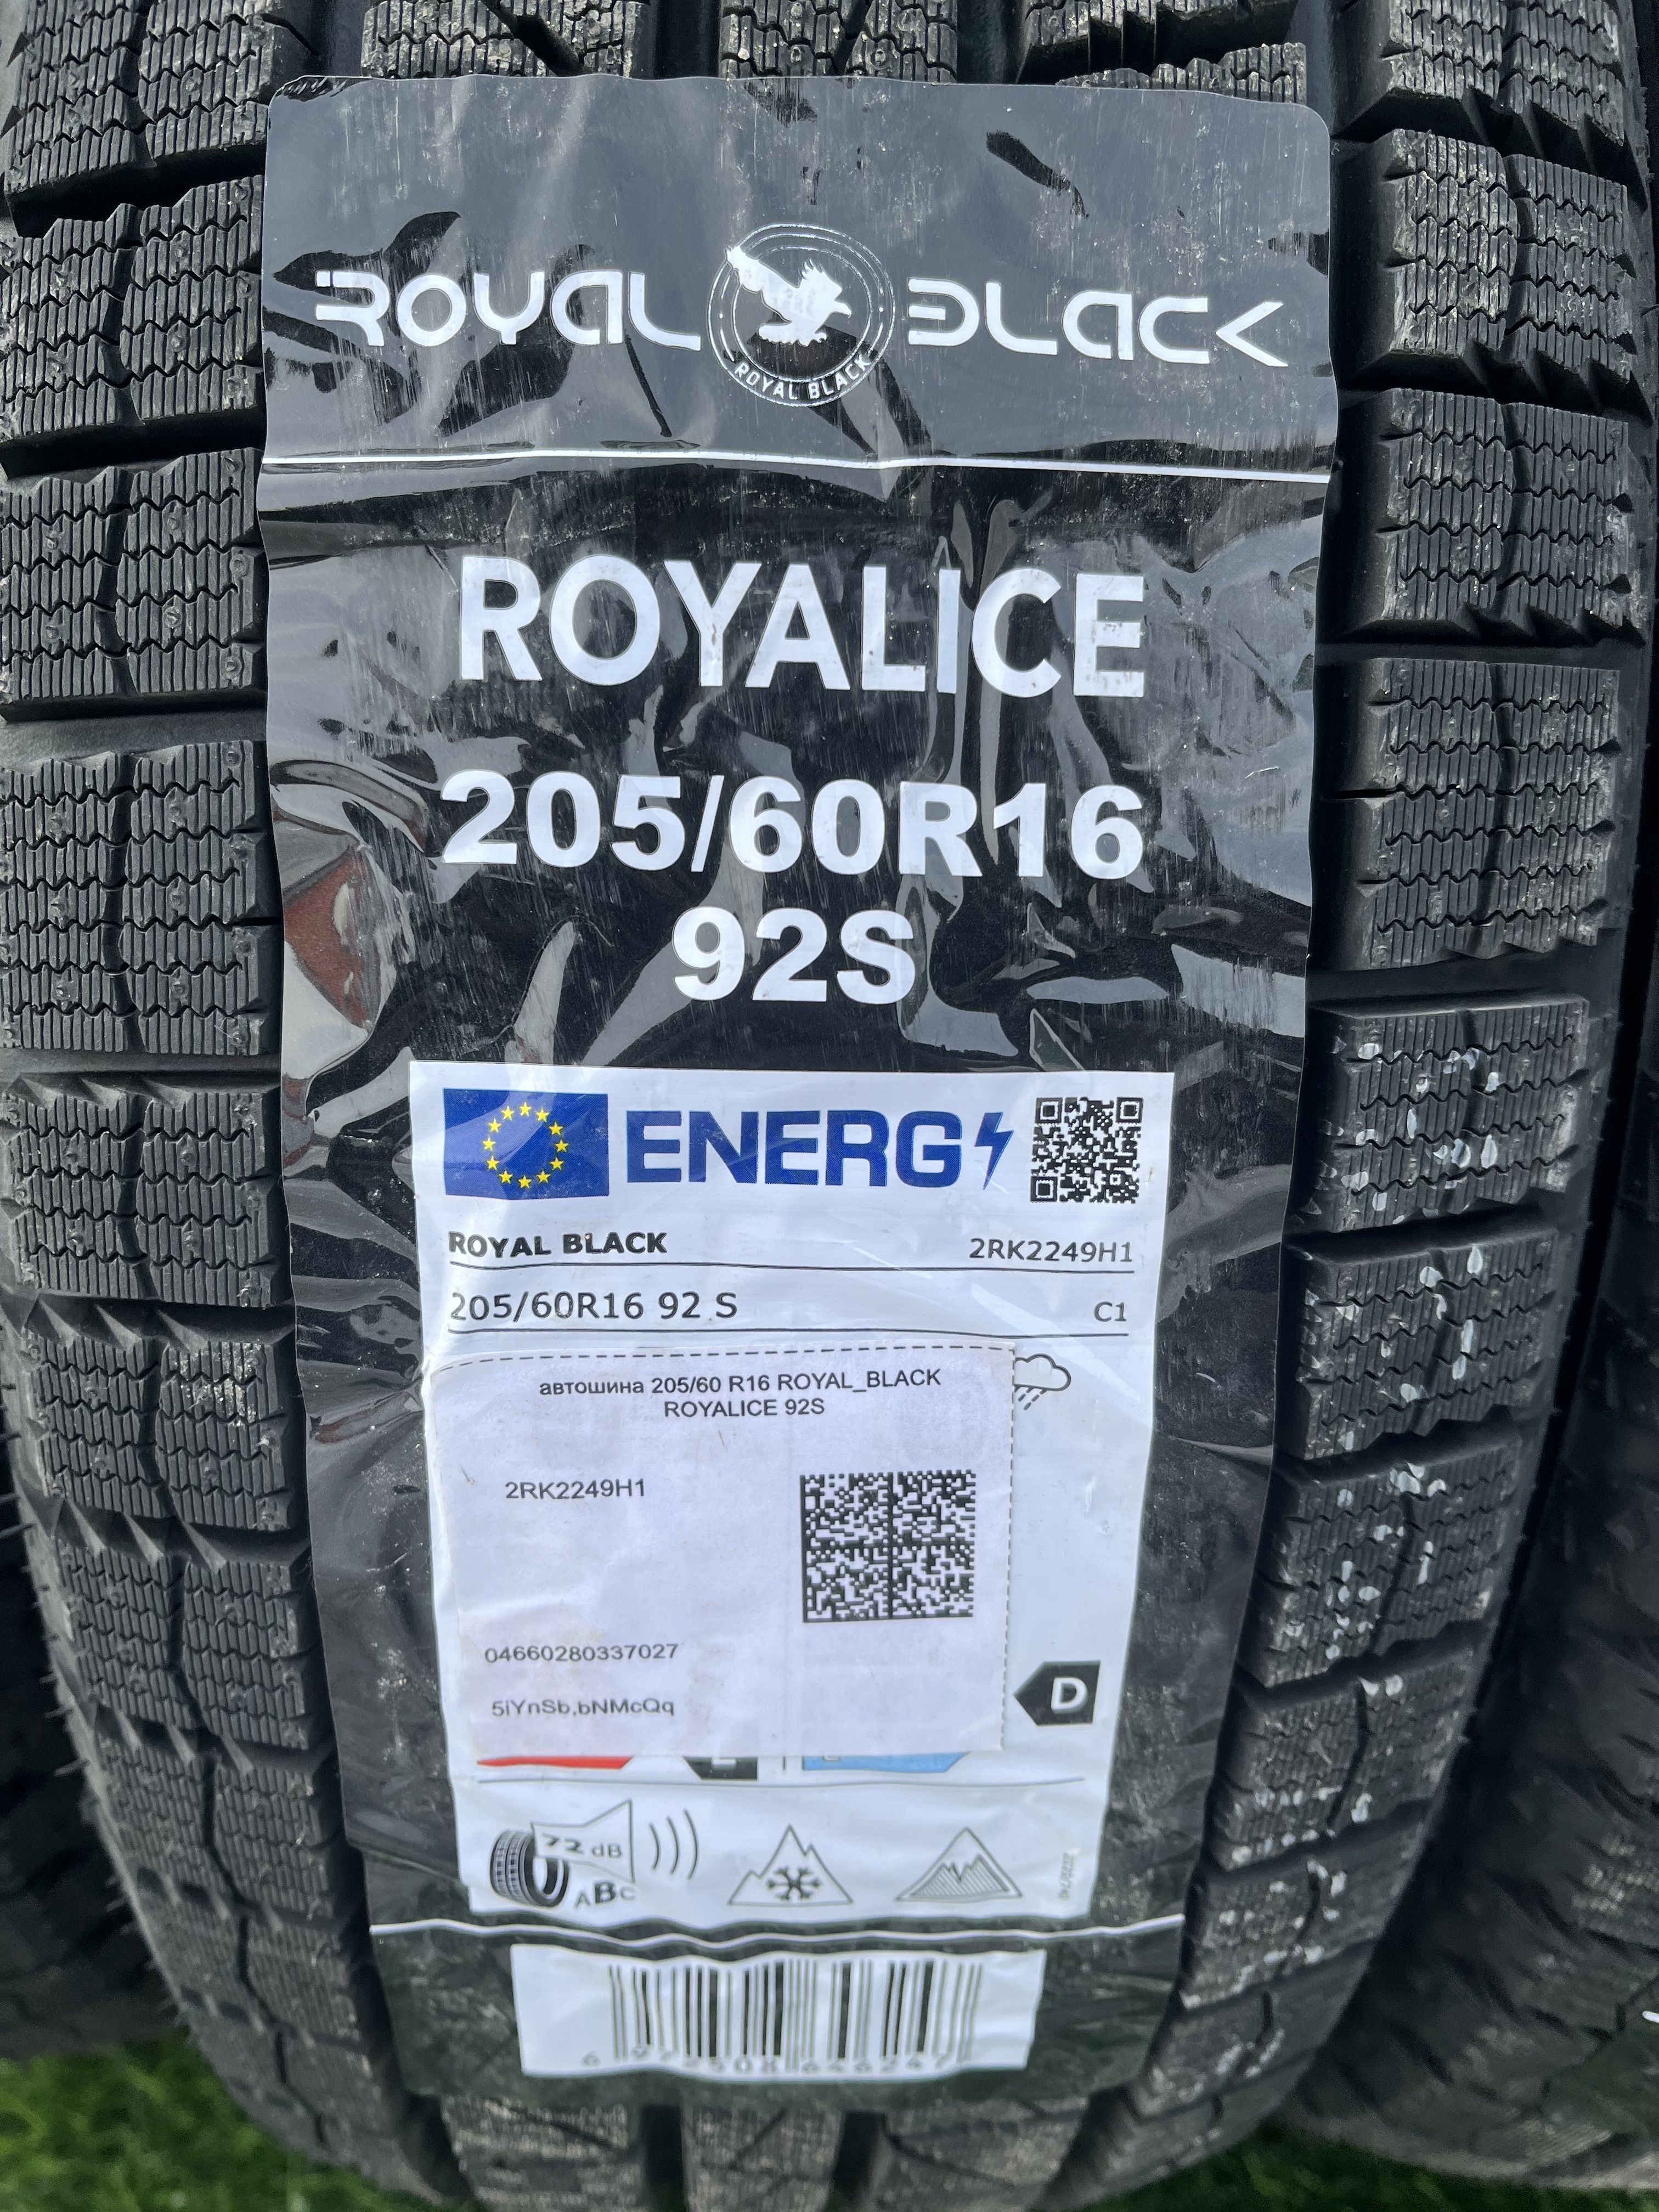 ROYAL BLACK
ROYAL BLACK
ROYALICE
205/60R16
92S
ENERG
ROYAL BLACK 2RK2249H1
205/60R16 92 S C1
автошина 205/60 R16 ROYAL_BLACK
ROYALICE 92S
2RK2249H1
04660280337027
5iYnSb,bNMcQq
D
72 dB
ABC